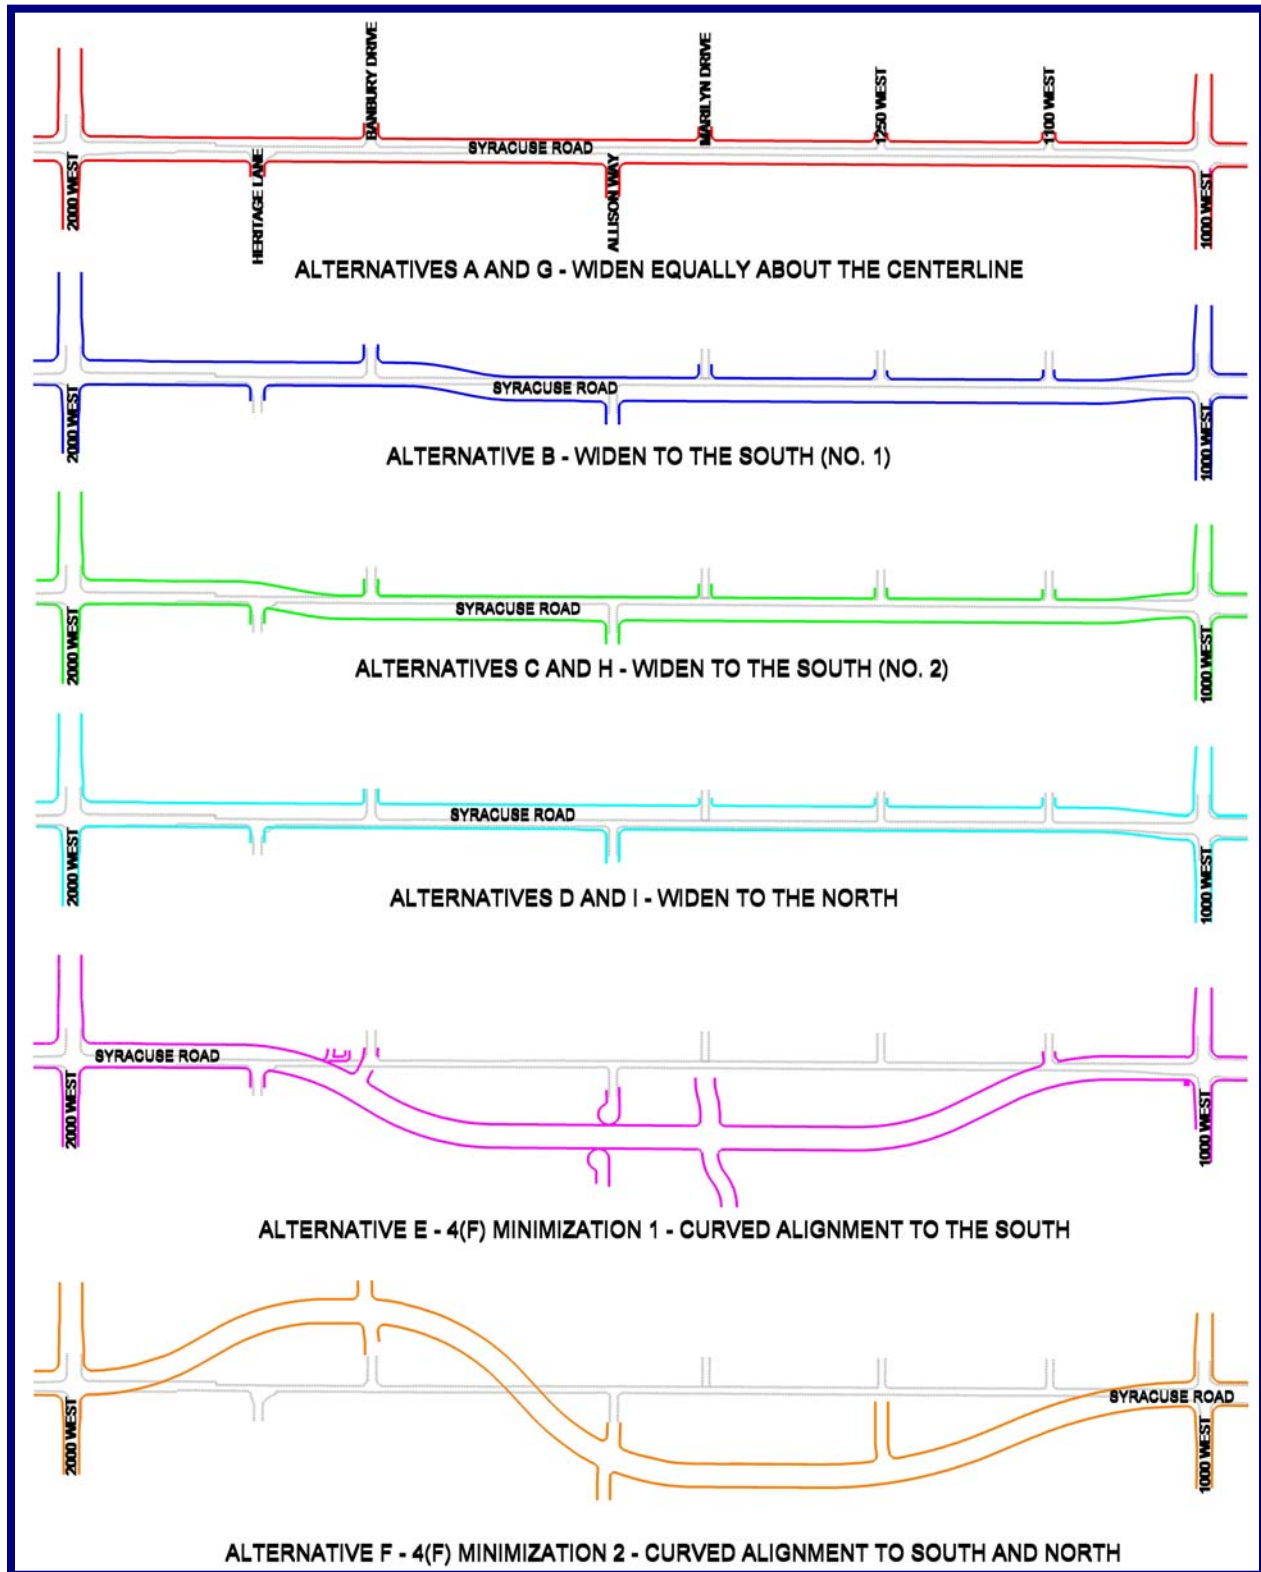 BANBURY DRIVE
MARILYN DRIVE
1250 WEST
1100 WEST
SYRACUSE ROAD
2000 WEST
HERITAGE LANE
ALLISON WAY
1000 WEST
ALTERNATIVES A AND G - WIDEN EQUALLY ABOUT THE CENTERLINE
SYRACUSE ROAD
2000 WEST
1000 WEST
ALTERNATIVE B - WIDEN TO THE SOUTH (NO. 1)
SYRACUSE ROAD
2000 WEST
1000 WEST
ALTERNATIVES C AND H - WIDEN TO THE SOUTH (NO. 2)
SYRACUSE ROAD
2000 WEST
1000 WEST
ALTERNATIVES D AND I - WIDEN TO THE NORTH
SYRACUSE ROAD
2000 WEST
1000 WEST
ALTERNATIVE E - 4(F) MINIMIZATION 1 - CURVED ALIGNMENT TO THE SOUTH
SYRACUSE ROAD
2000 WEST
1000 WEST
ALTERNATIVE F - 4(F) MINIMIZATION 2 - CURVED ALIGNMENT TO SOUTH AND NORTH